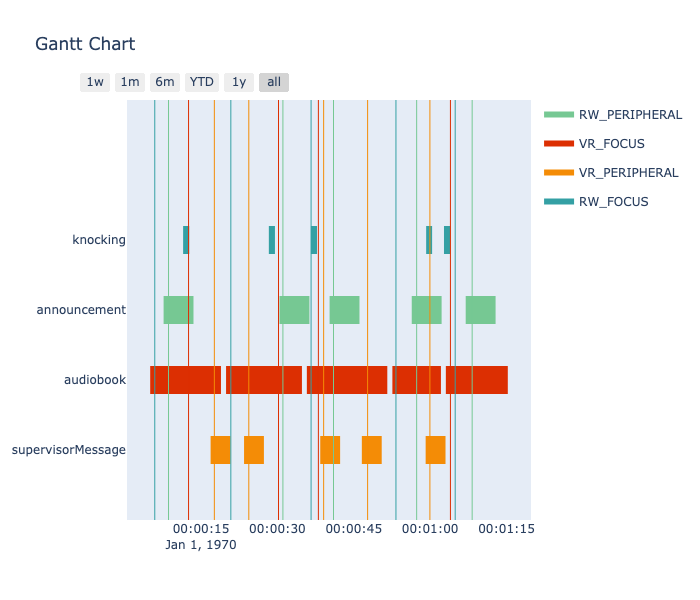 Gantt Chart
1w 1m 6m YTD 1y all
RW_PERIPHERAL
VR_FOCUS
VR_PERIPHERAL
RW_FOCUS
knocking
announcement
audiobook
supervisorMessage
00:00:15 00:00:30 00:00:45 00:01:00 00:01:15
Jan 1, 1970